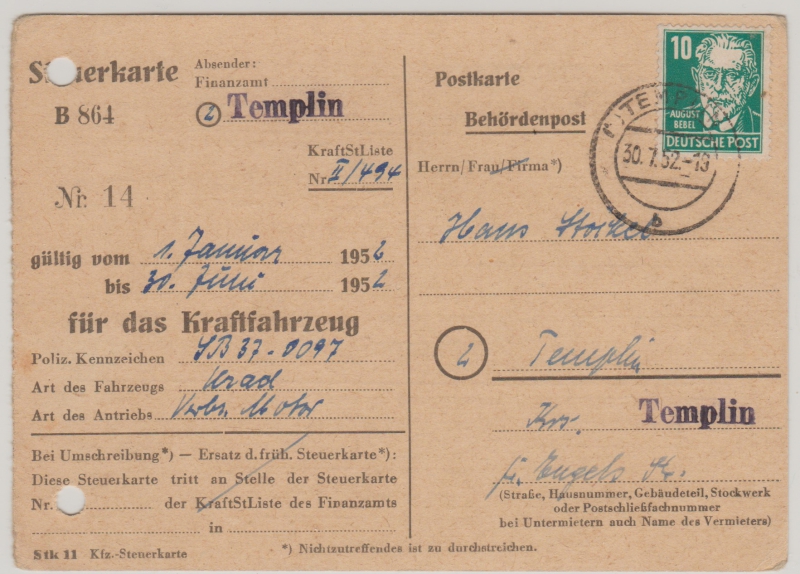 Steuerkarte
B 864
Absender:
Finanzamt
2 Templin
KraftStListe
Nr. II/494
Nr. 14
gültig vom 1. Januar 1952
bis 30. Juni 1952
für das Kraftfahrzeug
Poliz. Kennzeichen SB 37-0097
Art des Fahrzeugs Krad
Art des Antriebs Verbr. Motor
Bei Umschreibung*) — Ersatz d. früh. Steuerkarte*):
Diese Steuerkarte tritt an Stelle der Steuerkarte
Nr. der KraftStListe des Finanzamts
in
Stk 11 Kfz.-Steuerkarte
*) Nichtzutreffendes ist zu durchstreichen.
Postkarte
Behördenpost
10
AUGUST
BEBEL
DEUTSCHE POST
30.7.52.-19
b
Herrn/Frau/Firma*)
Hans
2 Templin
Krs. Templin
Engels Str.
(Straße, Hausnummer, Gebäudeteil, Stockwerk
oder Postschließfachnummer
bei Untermietern auch Name des Vermieters)